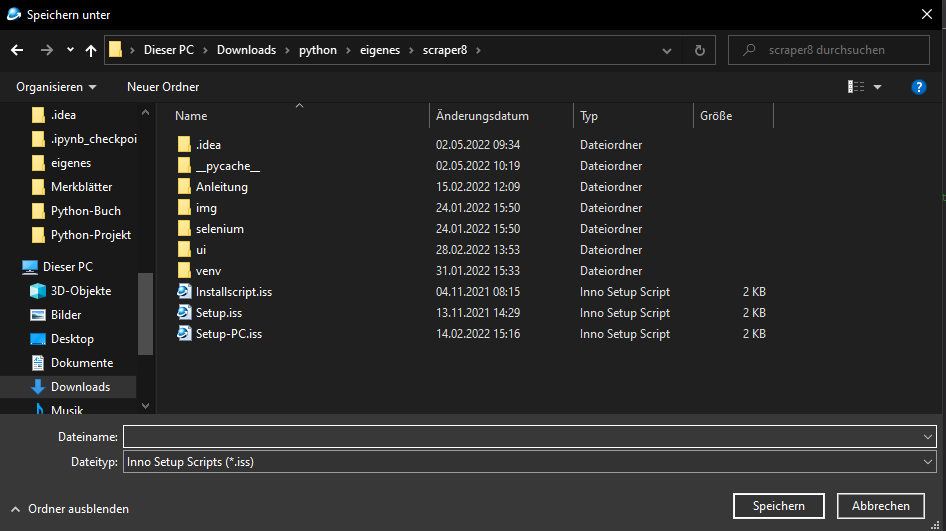 Speichern unter
Dieser PC > Downloads > python > eigenes > scraper8 >
scraper8 durchsuchen
Organisieren
Neuer Ordner
.idea
.ipynb_checkpoi
eigenes
Merkblätter
Python-Buch
Python-Projekt
Dieser PC
3D-Objekte
Bilder
Desktop
Dokumente
Downloads
Musik
Name Änderungsdatum Typ Größe
.idea 02.05.2022 09:34 Dateiordner
__pycache__ 02.05.2022 10:19 Dateiordner
Anleitung 15.02.2022 12:09 Dateiordner
img 24.01.2022 15:50 Dateiordner
selenium 24.01.2022 15:50 Dateiordner
ui 28.02.2022 13:53 Dateiordner
venv 31.01.2022 15:33 Dateiordner
Installscript.iss 04.11.2021 08:15 Inno Setup Script 2 KB
Setup.iss 13.11.2021 14:29 Inno Setup Script 2 KB
Setup-PC.iss 14.02.2022 15:16 Inno Setup Script 2 KB
Dateiname:
Dateityp: Inno Setup Scripts (*.iss)
Ordner ausblenden
Speichern
Abbrechen